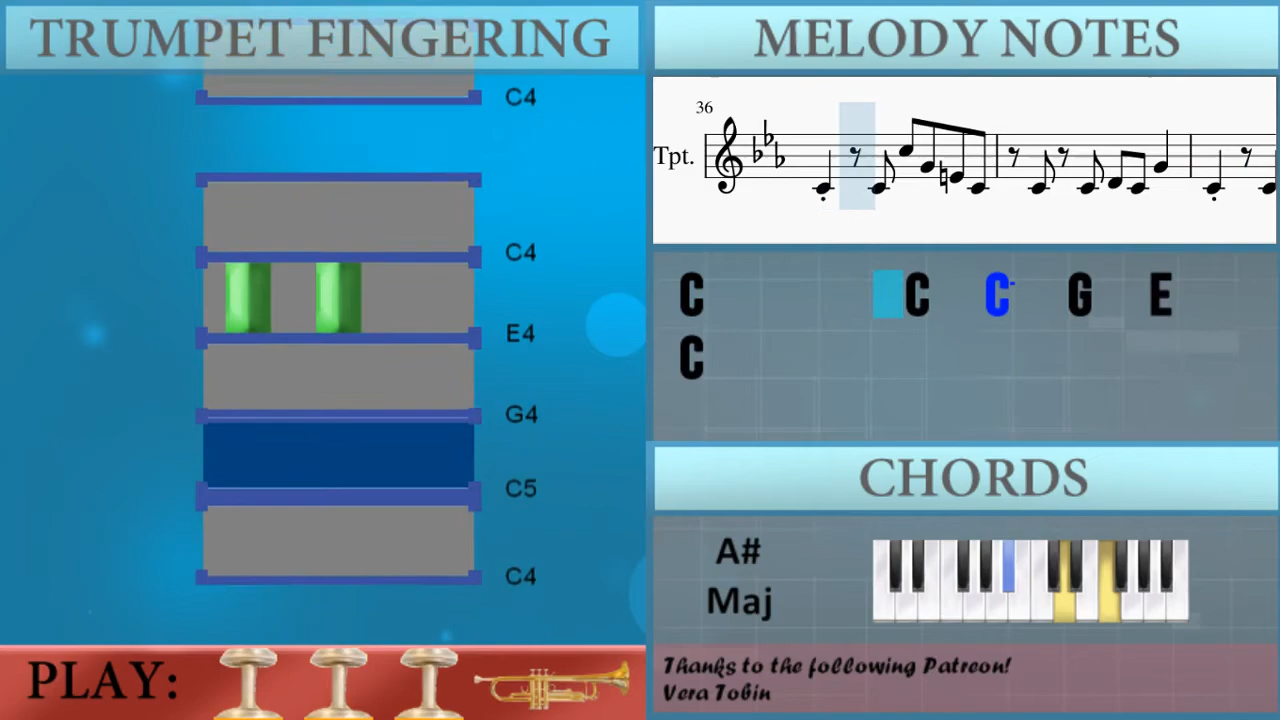 TRUMPET FINGERING
C4
C4
E4
G4
C5
C4
PLAY:
MELODY NOTES
36
Tpt.
C C C- G E
C
CHORDS
A#
Maj
Thanks to the following Patreon!
Vera Tobin